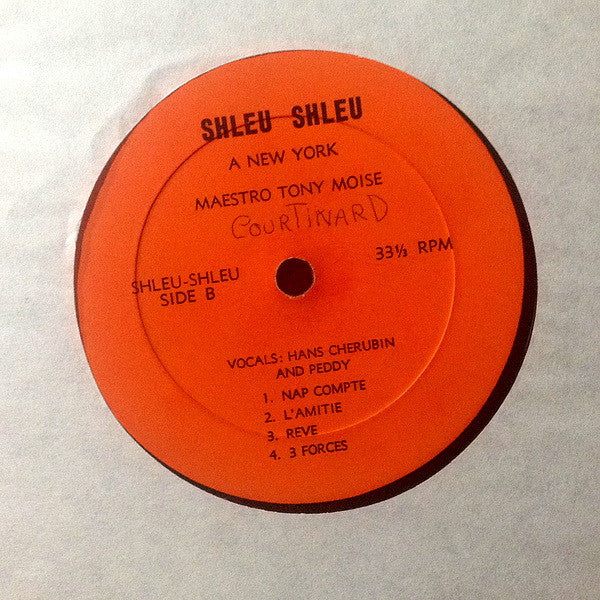 SHLEU SHLEU
A NEW YORK
MAESTRO TONY MOISE
COURTINARD
SHLEU-SHLEU
SIDE B
33⅓ RPM
VOCALS: HANS CHERUBIN
AND PEDDY
1. NAP COMPTE
2. L'AMITIE
3. REVE
4. 3 FORCES